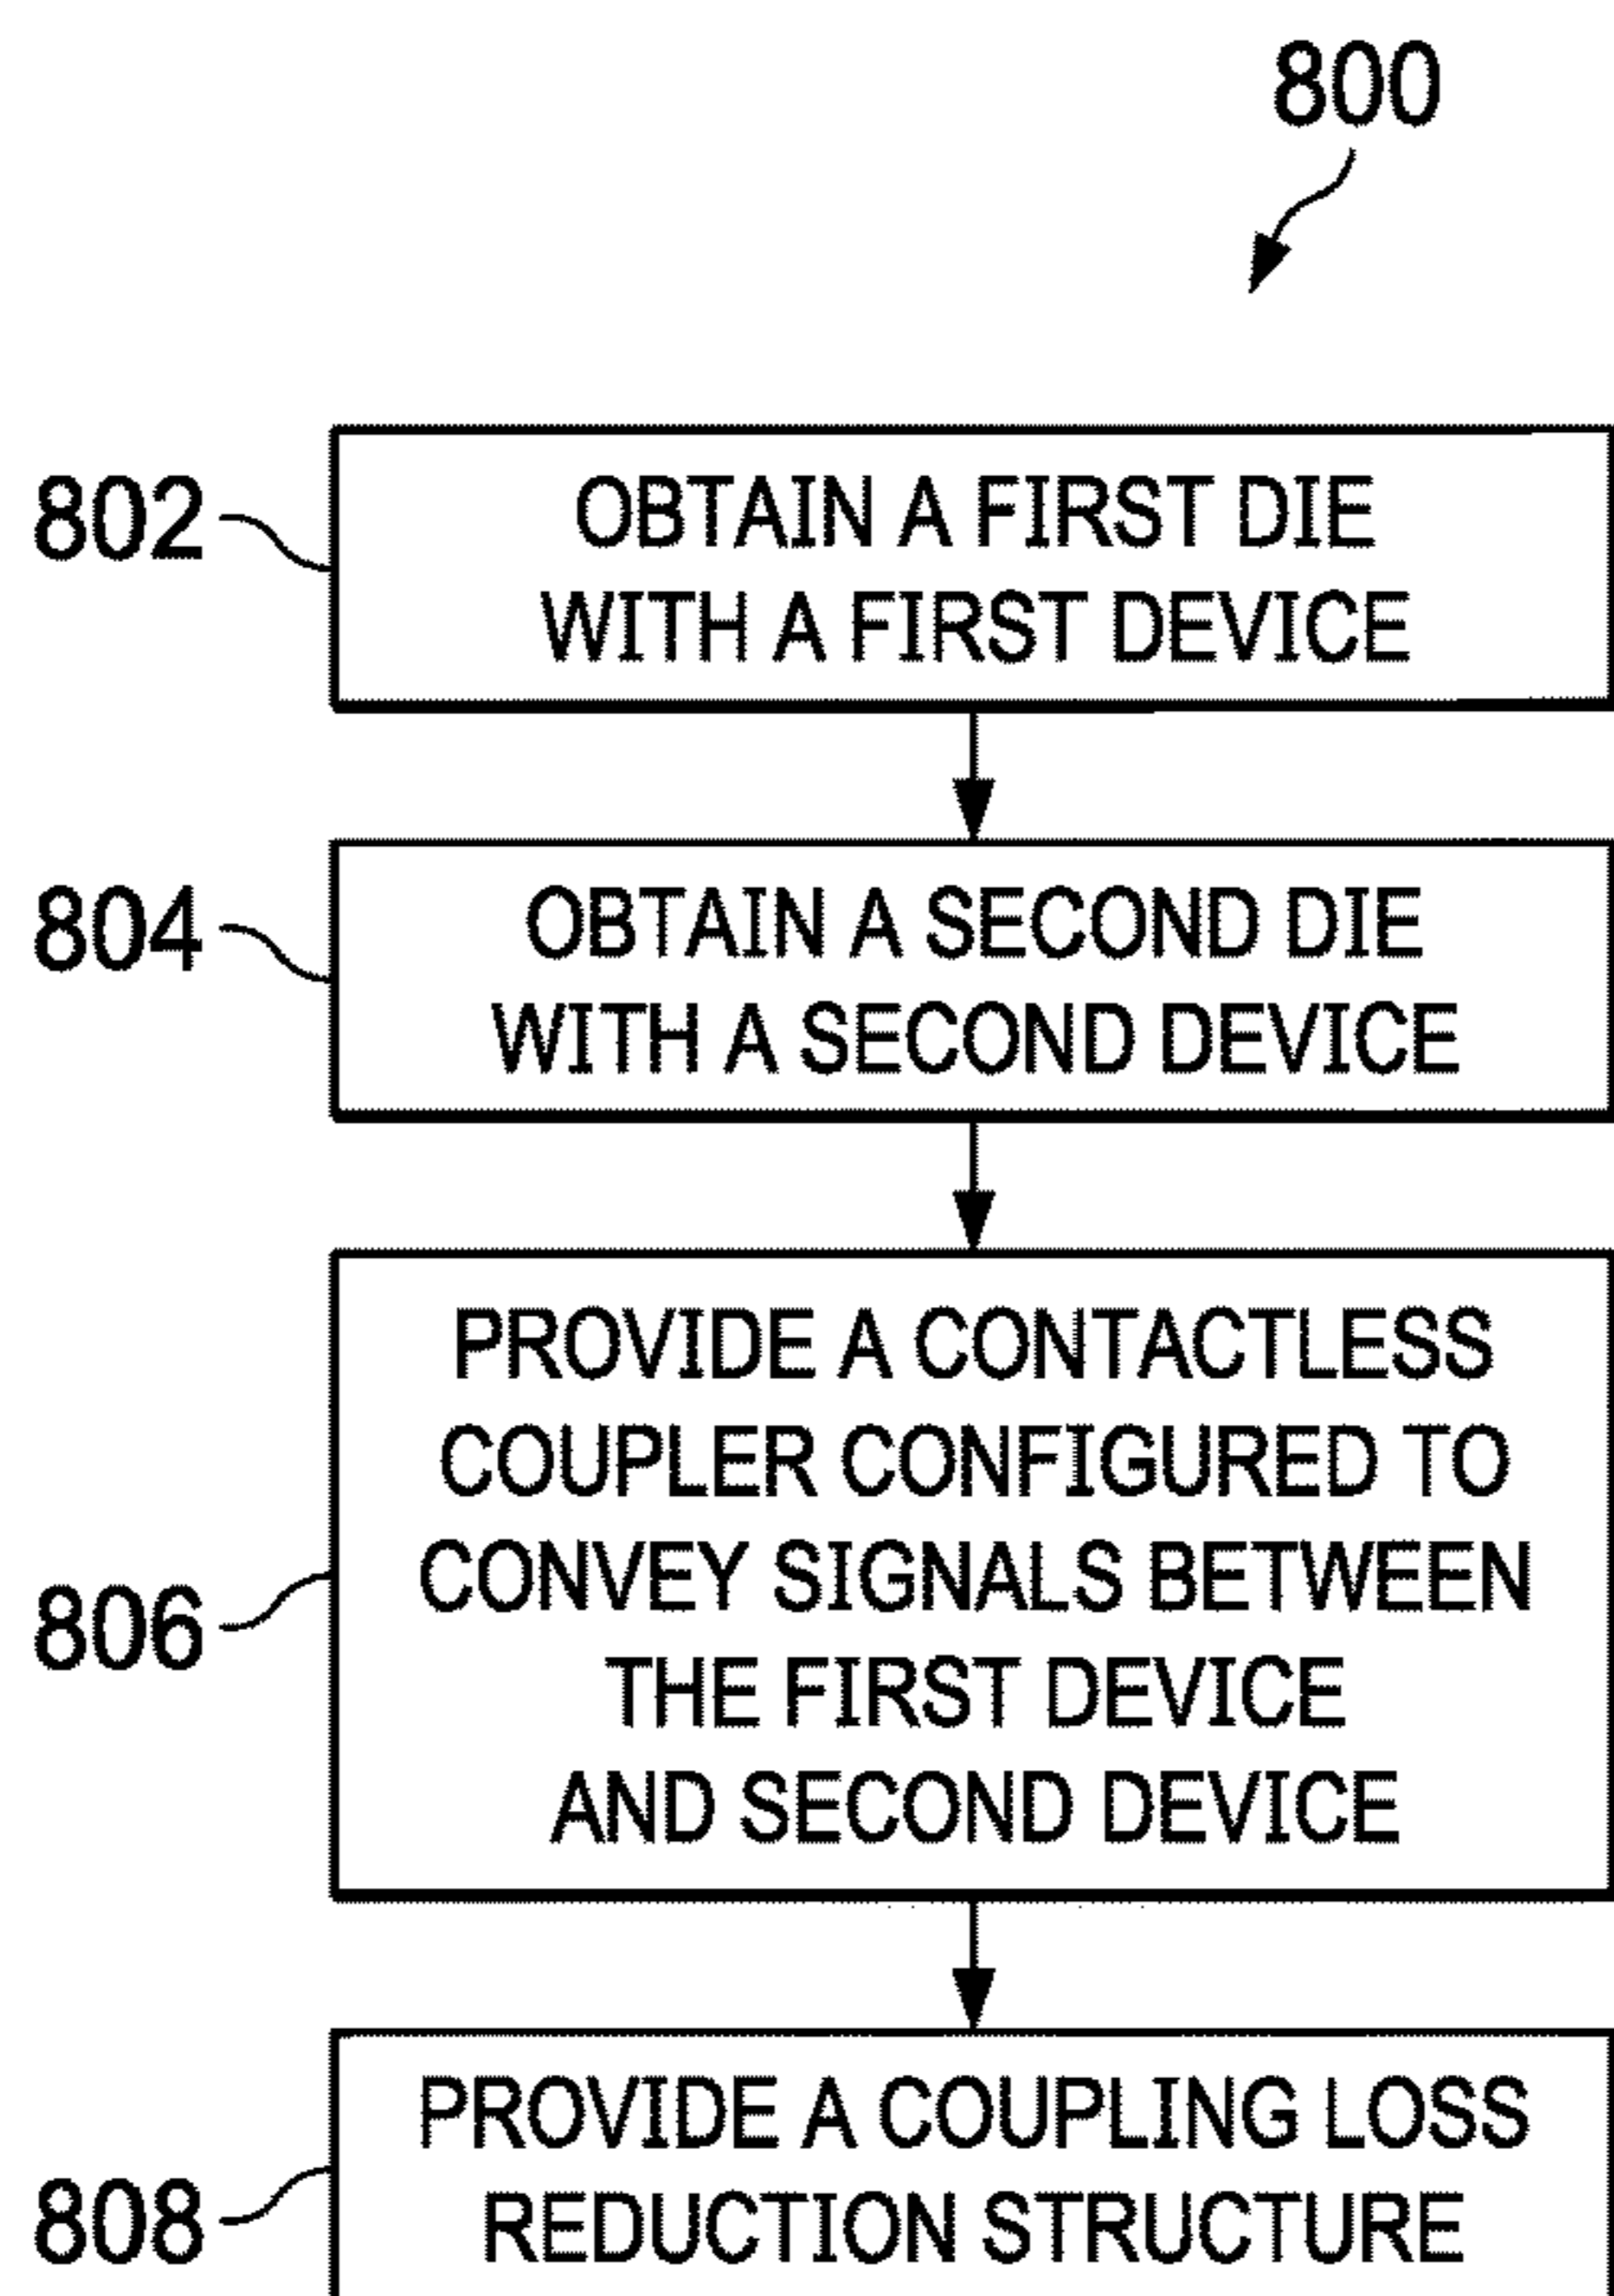 800
802
OBTAIN A FIRST DIE
WITH A FIRST DEVICE
804
OBTAIN A SECOND DIE
WITH A SECOND DEVICE
806
PROVIDE A CONTACTLESS
COUPLER CONFIGURED TO
CONVEY SIGNALS BETWEEN
THE FIRST DEVICE
AND SECOND DEVICE
808
PROVIDE A COUPLING LOSS
REDUCTION STRUCTURE